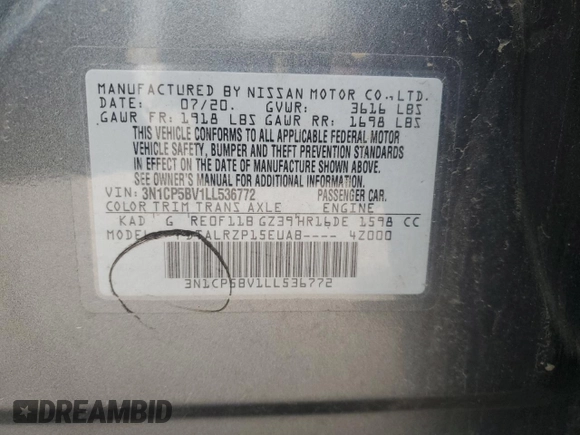 MANUFACTURED BY NISSAN MOTOR CO., LTD.
DATE: 07/20. GVWR: 3616 LBS
GAWR FR: 1918 LBS GAWR RR: 1698 LBS
THIS VEHICLE CONFORMS TO ALL APPLICABLE FEDERAL MOTOR
VEHICLE SAFETY, BUMPER AND THEFT PREVENTION STANDARDS
IN EFFECT ON THE DATE OF MANUFACTURE SHOWN ABOVE.
SEE OWNER'S MANUAL FOR ADDITIONAL INFORMATION.
VIN: 3N1CP5BV1LL536772 PASSENGER CAR.
COLOR TRIM TRANS AXLE ENGINE
KAD G RE0F11B GZ39 HR16DE 1598 CC
MODEL 4Z000
3N1CP5BV1LL536772
DREAMBID